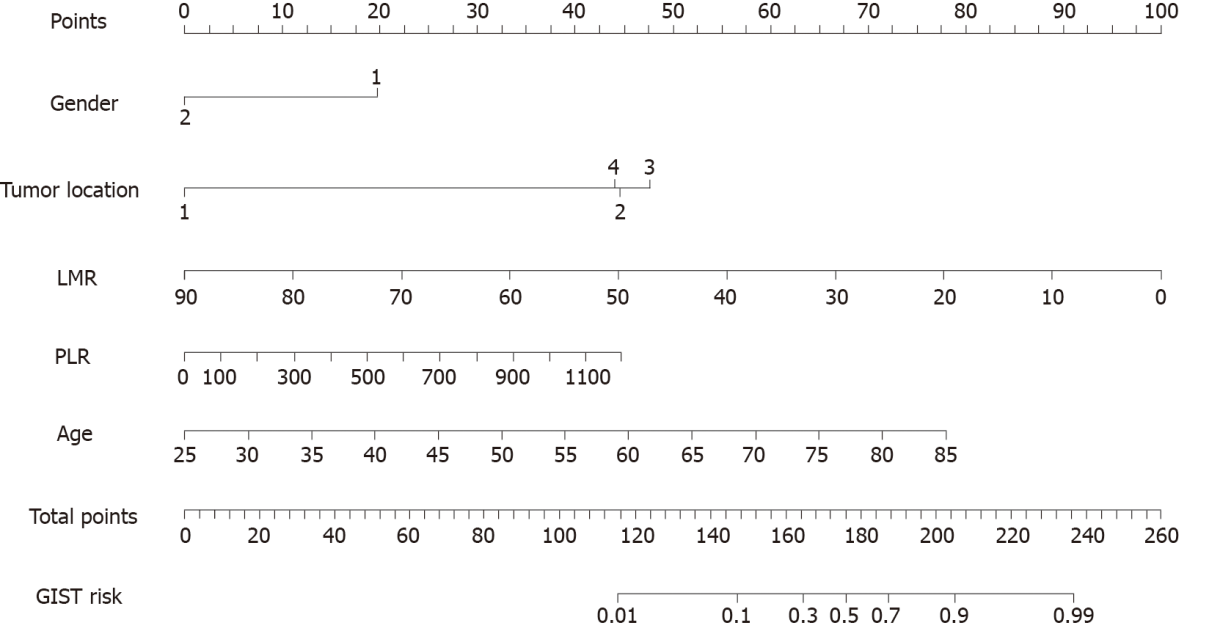 Points 0 10 20 30 40 50 60 70 80 90 100
1
Gender
2
4 3
Tumor location
1 2
LMR
90 80 70 60 50 40 30 20 10 0
PLR
0 100 300 500 700 900 1100
Age
25 30 35 40 45 50 55 60 65 70 75 80 85
Total points
0 20 40 60 80 100 120 140 160 180 200 220 240 260
GIST risk
0.01 0.1 0.3 0.5 0.7 0.9 0.99